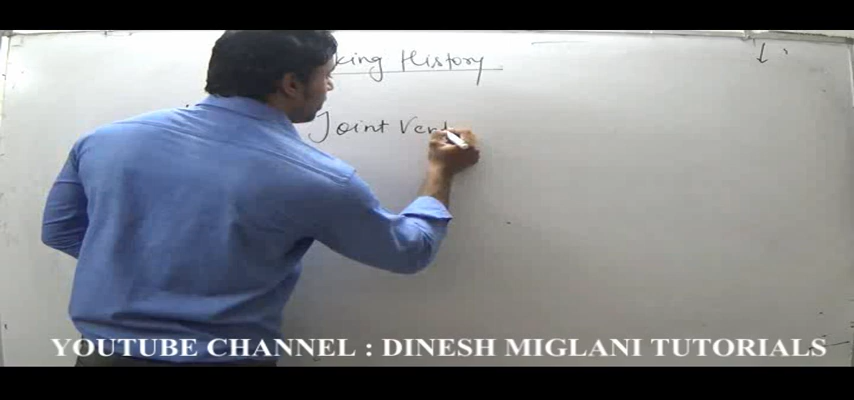 king History
Joint Vent
YOUTUBE CHANNEL : DINESH MIGLANI TUTORIALS